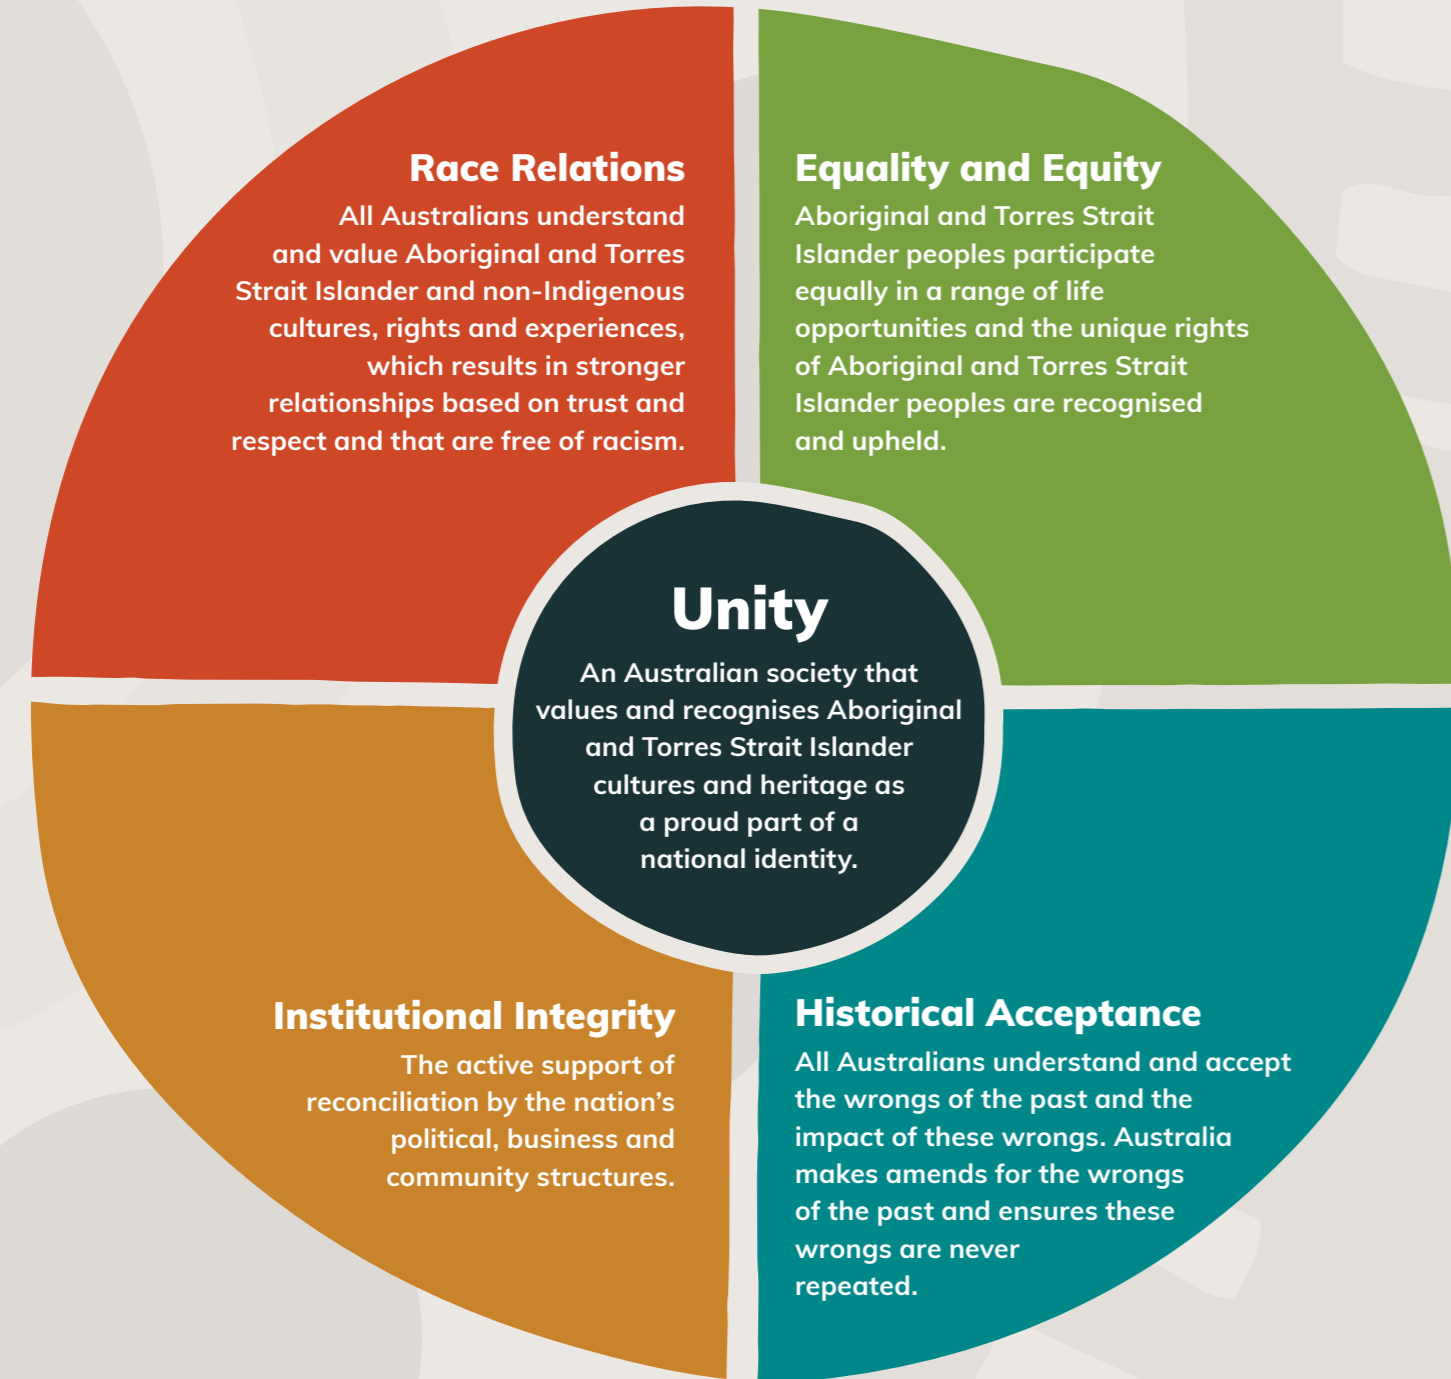 Race Relations
All Australians understand
and value Aboriginal and Torres
Strait Islander and non-Indigenous
cultures, rights and experiences,
which results in stronger
relationships based on trust and
respect and that are free of racism.
Equality and Equity
Aboriginal and Torres Strait
Islander peoples participate
equally in a range of life
opportunities and the unique rights
of Aboriginal and Torres Strait
Islander peoples are recognised
and upheld.
Unity
An Australian society that
values and recognises Aboriginal
and Torres Strait Islander
cultures and heritage as
a proud part of a
national identity.
Institutional Integrity
The active support of
reconciliation by the nation’s
political, business and
community structures.
Historical Acceptance
All Australians understand and accept
the wrongs of the past and the
impact of these wrongs. Australia
makes amends for the wrongs
of the past and ensures these
wrongs are never
repeated.